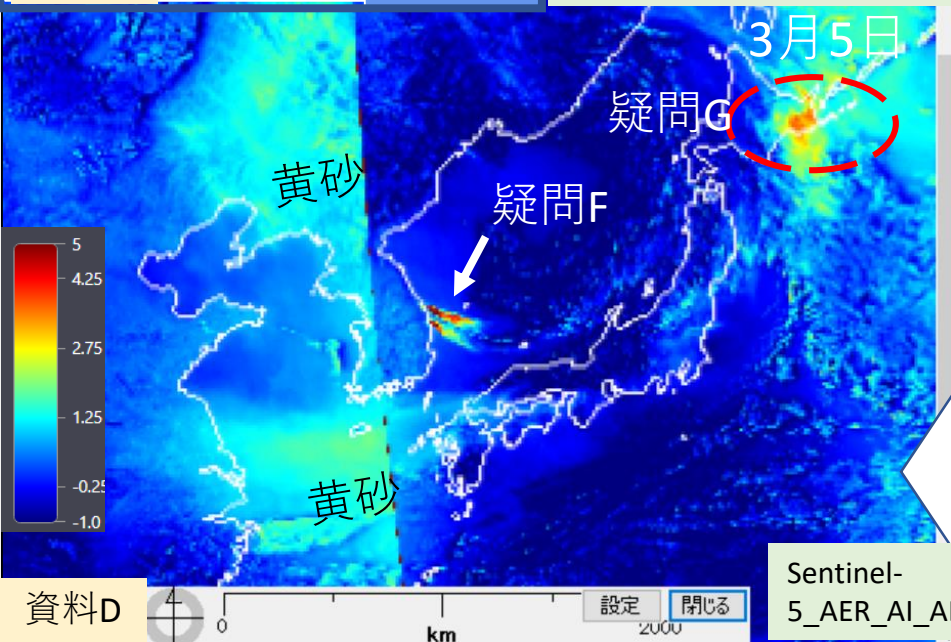 3月5日
疑問G
黄砂
疑問F
5
4.25
2.75
1.25
-0.25
-1.0
黄砂
資料D
0
km
設定
閉じる
2000
Sentinel-
5_AER_AI_A